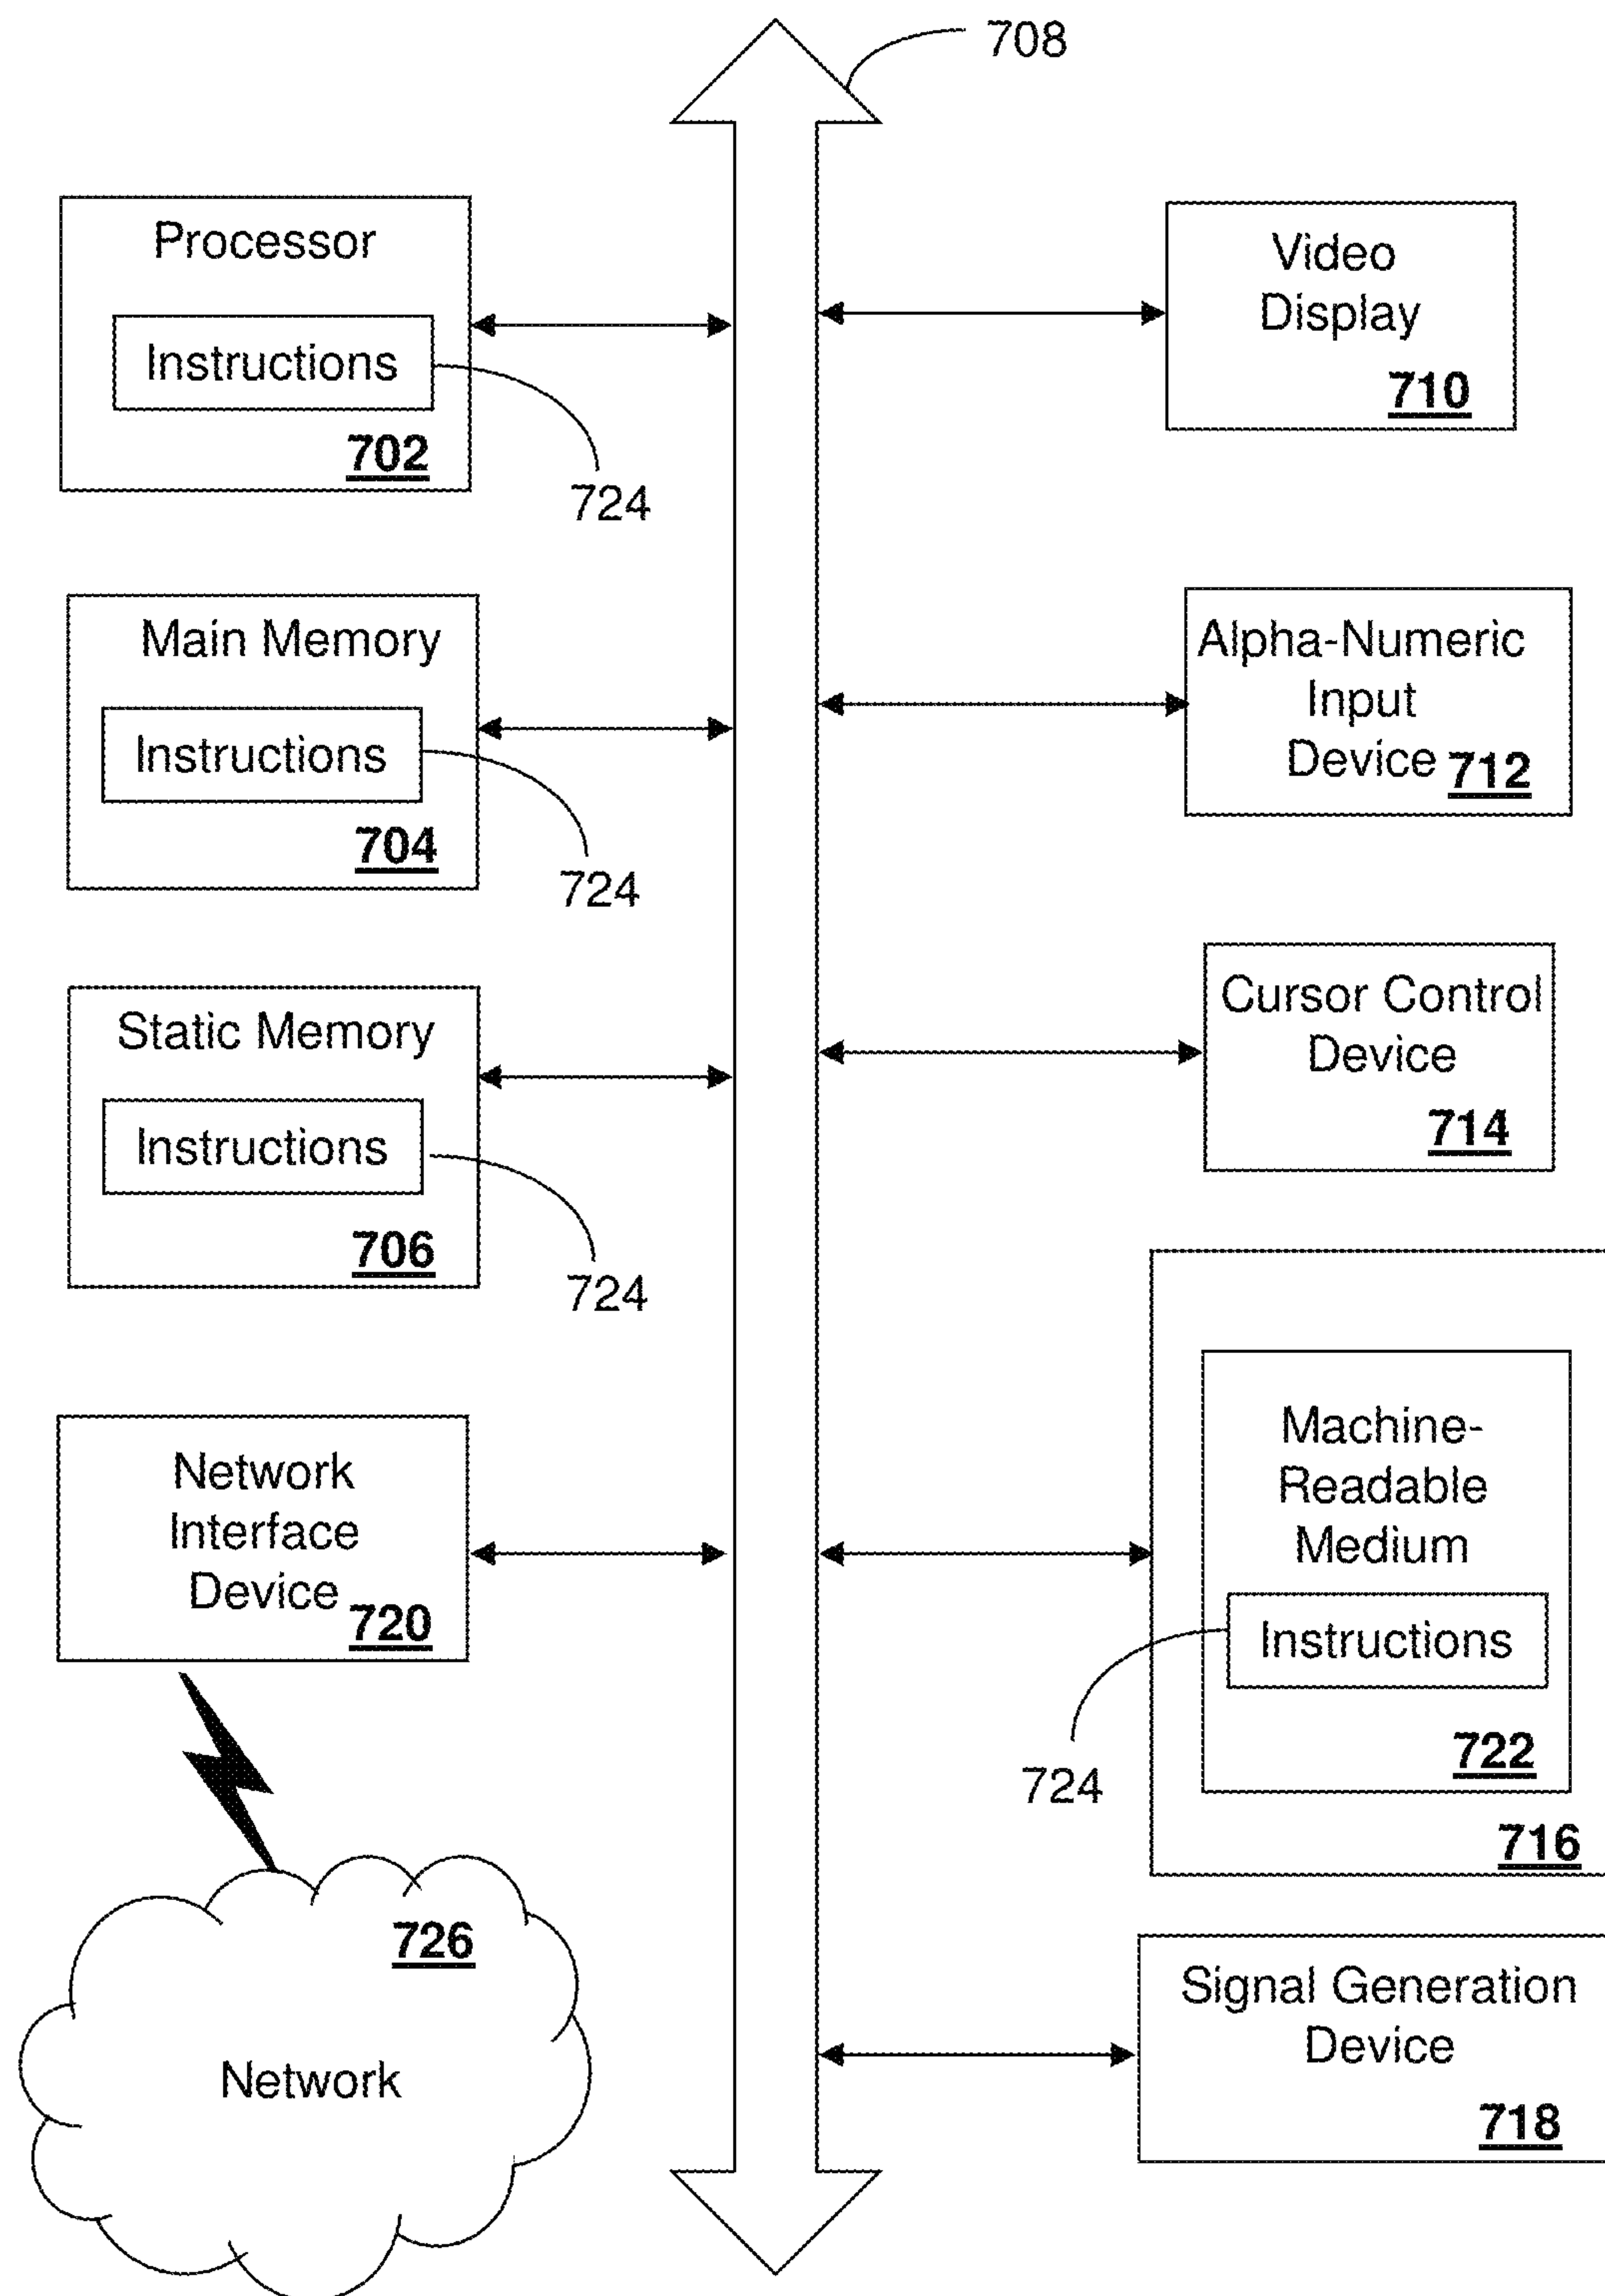 708
Processor
Instructions
702
724
Main Memory
Instructions
704
724
Static Memory
Instructions
706
724
Network
Interface
Device
720
726
Network
Video
Display
710
Alpha-Numeric
Input
Device 712
Cursor Control
Device
714
Machine-
Readable
Medium
Instructions
724
722
716
Signal Generation
Device
718